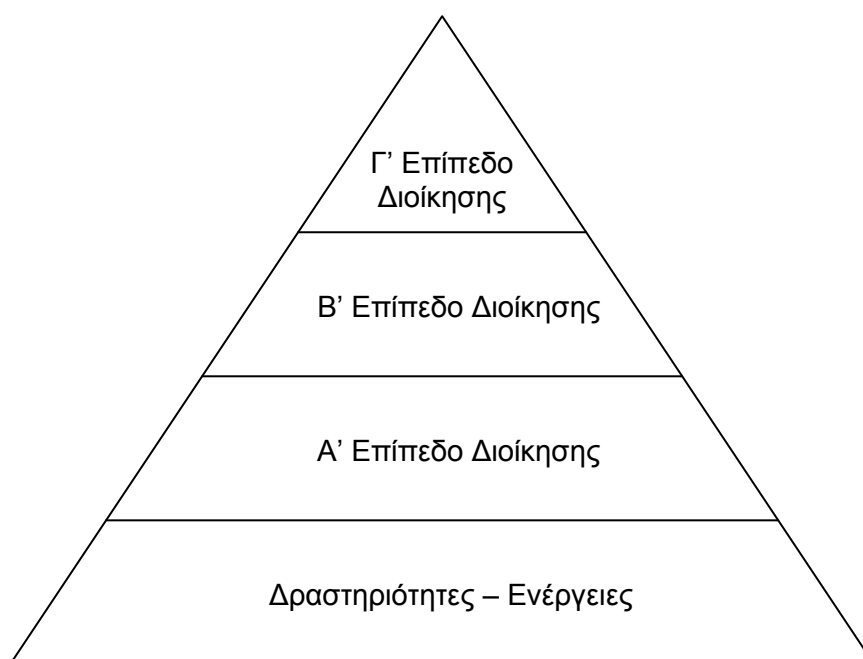 Γ’ Επίπεδο
Διοίκησης
Β’ Επίπεδο Διοίκησης
Α’ Επίπεδο Διοίκησης
Δραστηριότητες – Ενέργειες